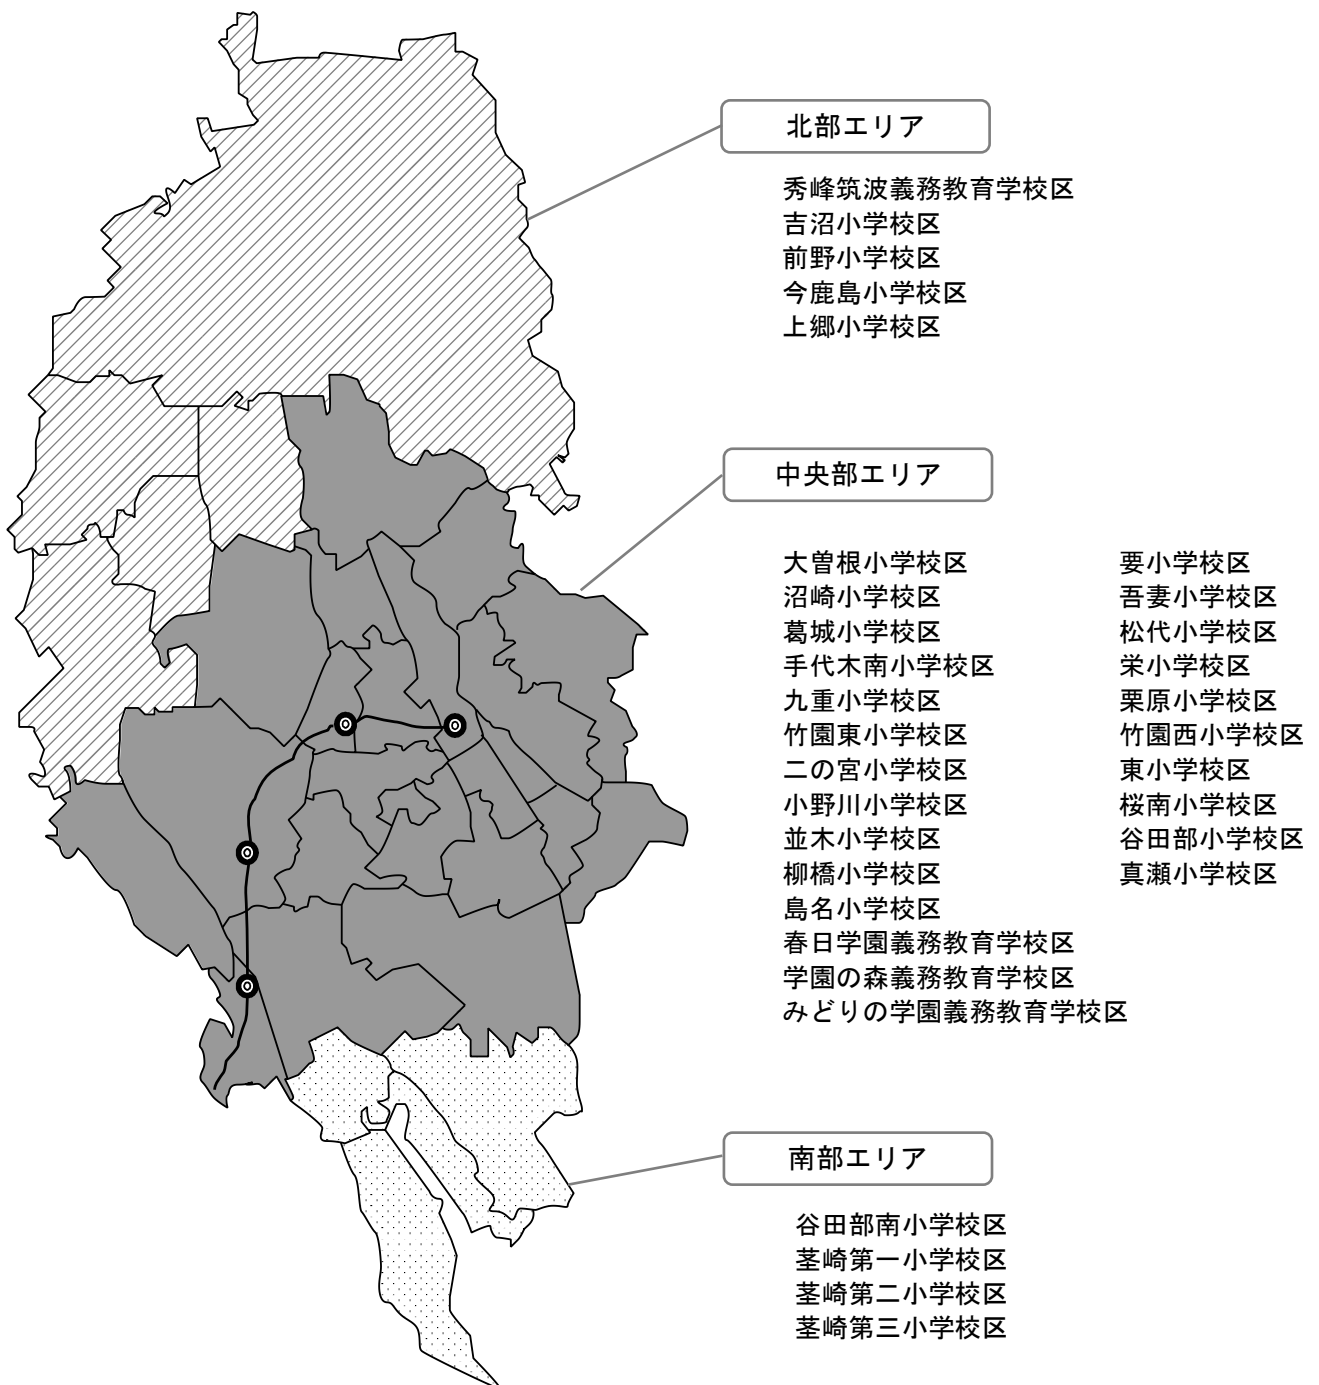 北部エリア
秀峰筑波義務教育学校区
吉沼小学校区
前野小学校区
今鹿島小学校区
上郷小学校区
中央部エリア
大曽根小学校区
沼崎小学校区
葛城小学校区
手代木南小学校区
九重小学校区
竹園東小学校区
二の宮小学校区
小野川小学校区
並木小学校区
柳橋小学校区
島名小学校区
春日学園義務教育学校区
学園の森義務教育学校区
みどりの学園義務教育学校区
要小学校区
吾妻小学校区
松代小学校区
栄小学校区
栗原小学校区
竹園西小学校区
東小学校区
桜南小学校区
谷田部小学校区
真瀬小学校区
南部エリア
谷田部南小学校区
茎崎第一小学校区
茎崎第二小学校区
茎崎第三小学校区